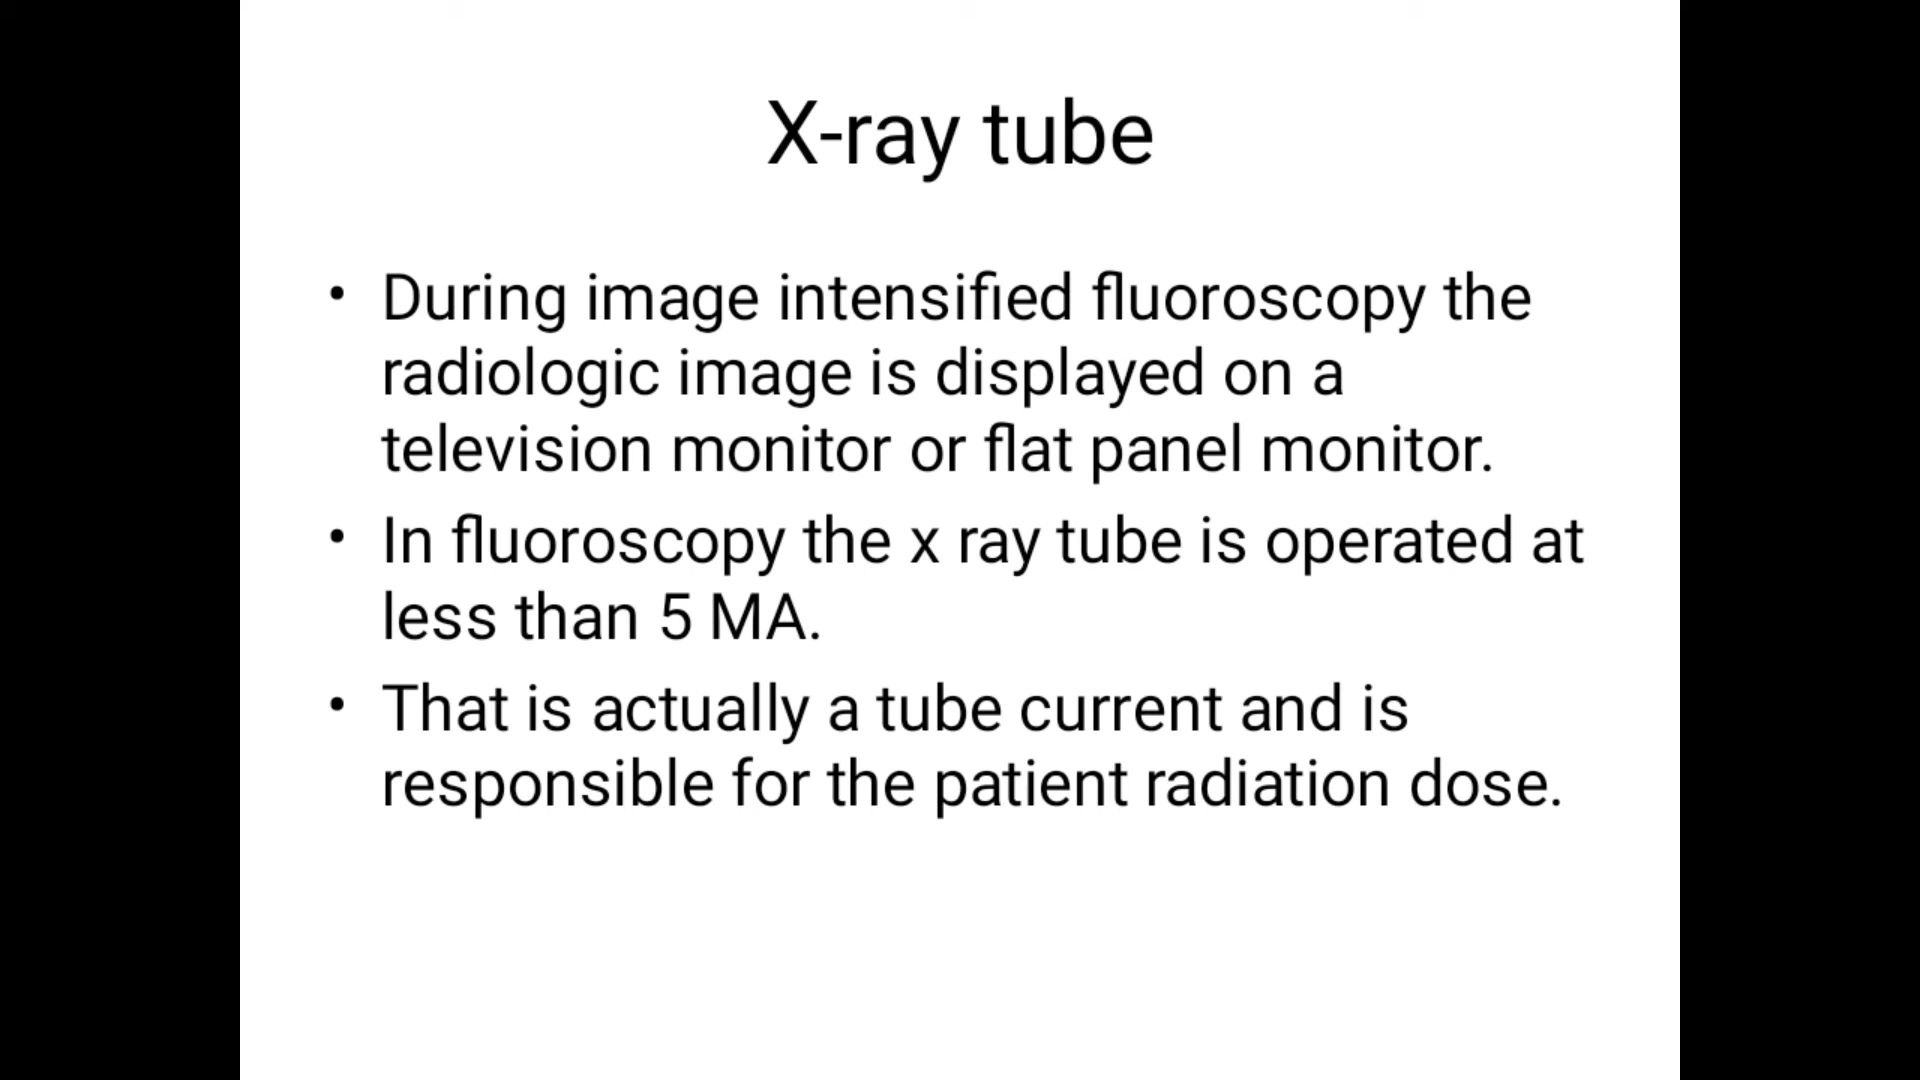 X-ray tube
• During image intensified fluoroscopy the
radiologic image is displayed on a
television monitor or flat panel monitor.
• In fluoroscopy the x ray tube is operated at
less than 5 MA.
• That is actually a tube current and is
responsible for the patient radiation dose.